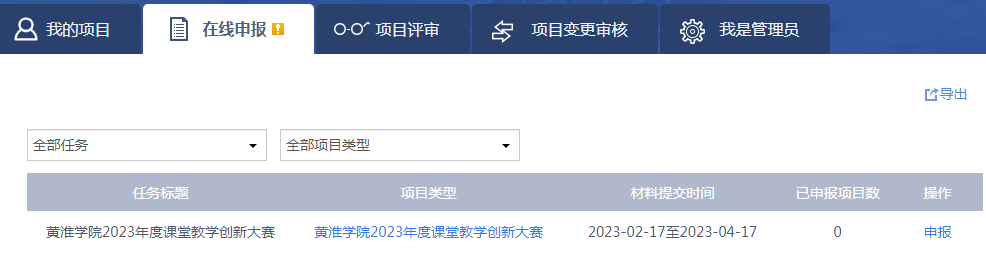 我的项目 在线申报 项目评审 项目变更审核 我是管理员
导出
全部任务 全部项目类型
任务标题 项目类型 材料提交时间 已申报项目数 操作
黄淮学院2023年度课堂教学创新大赛 黄淮学院2023年度课堂教学创新大赛 2023-02-17至2023-04-17 0 申报